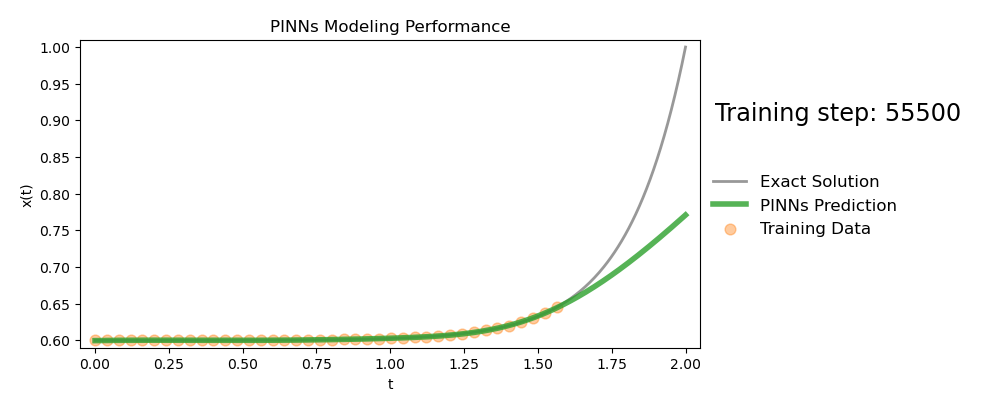 PINNs Modeling Performance
1.00
0.95
0.90
0.85
0.80
0.75
0.70
0.65
0.60
x(t)
0.00 0.25 0.50 0.75 1.00 1.25 1.50 1.75 2.00
t
Training step: 55500
Exact Solution
PINNs Prediction
Training Data